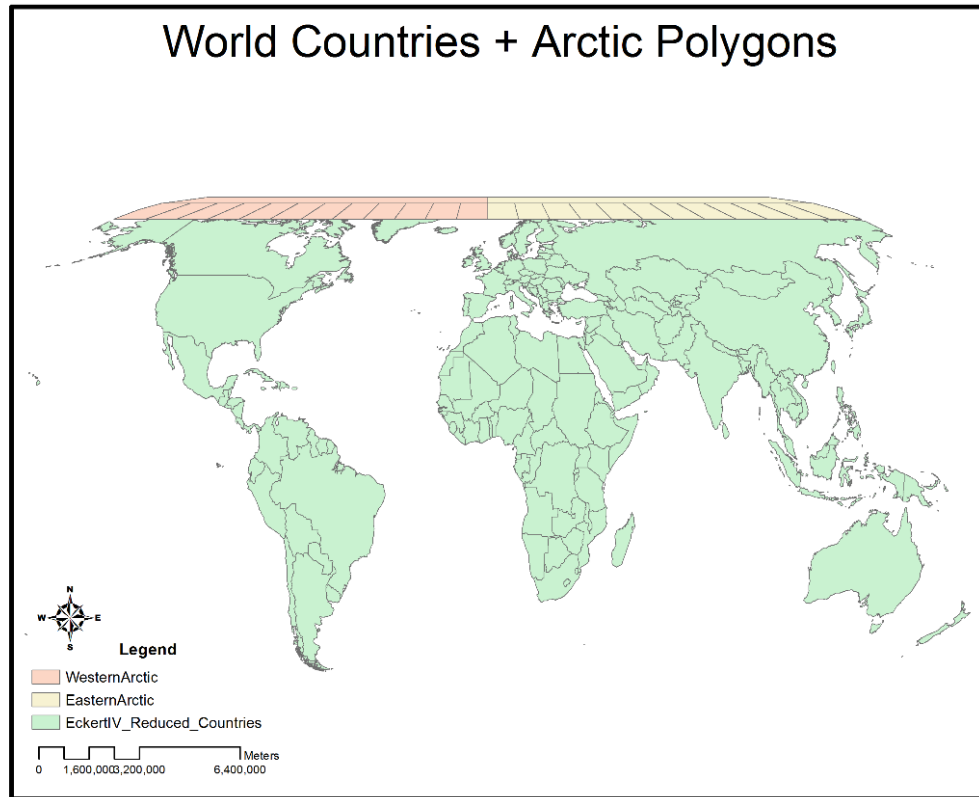 World Countries + Arctic Polygons
N
W E
S
Legend
WesternArctic
EasternArctic
EckertIV_Reduced_Countries
Meters
0 1,600,000 3,200,000 6,400,000